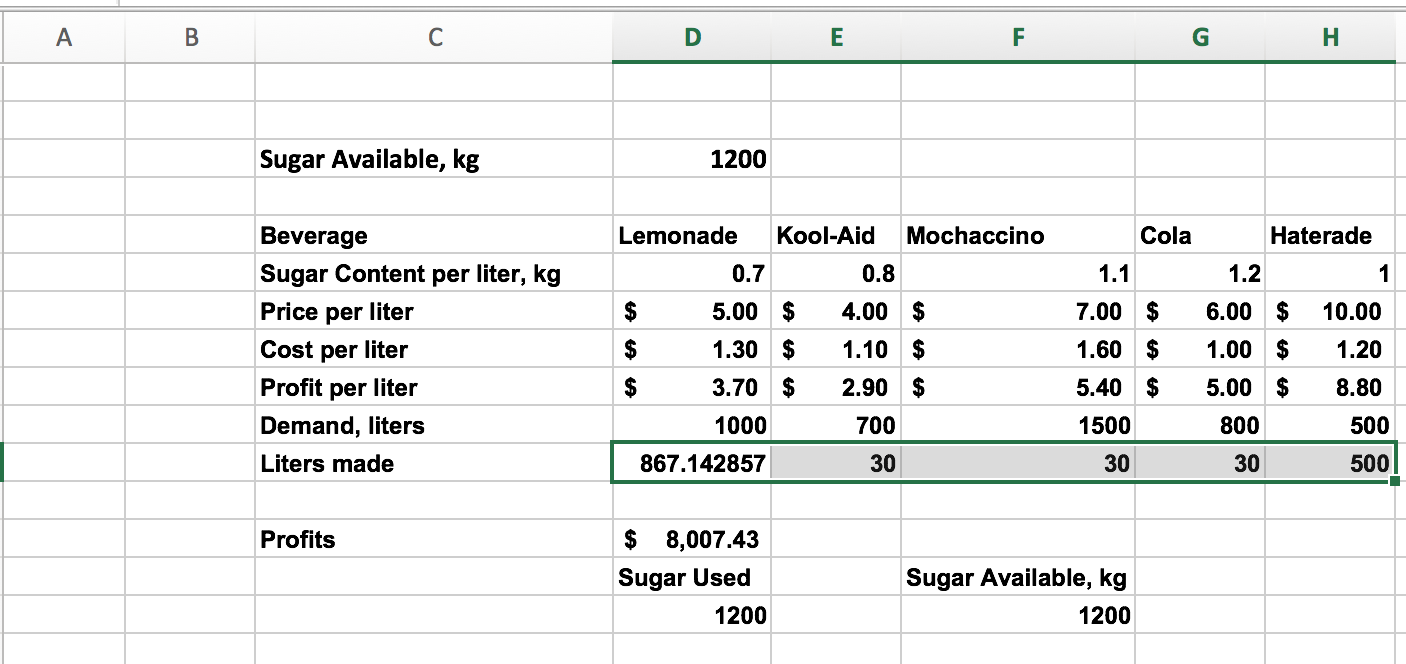 A B C D E F G H
Sugar Available, kg 1200
Beverage Lemonade Kool-Aid Mochaccino Cola Haterade
Sugar Content per liter, kg 0.7 0.8 1.1 1.2 1
Price per liter $ 5.00 $ 4.00 $ 7.00 $ 6.00 $ 10.00
Cost per liter $ 1.30 $ 1.10 $ 1.60 $ 1.00 $ 1.20
Profit per liter $ 3.70 $ 2.90 $ 5.40 $ 5.00 $ 8.80
Demand, liters 1000 700 1500 800 500
Liters made 867.142857 30 30 30 500
Profits $ 8,007.43
Sugar Used Sugar Available, kg
1200 1200